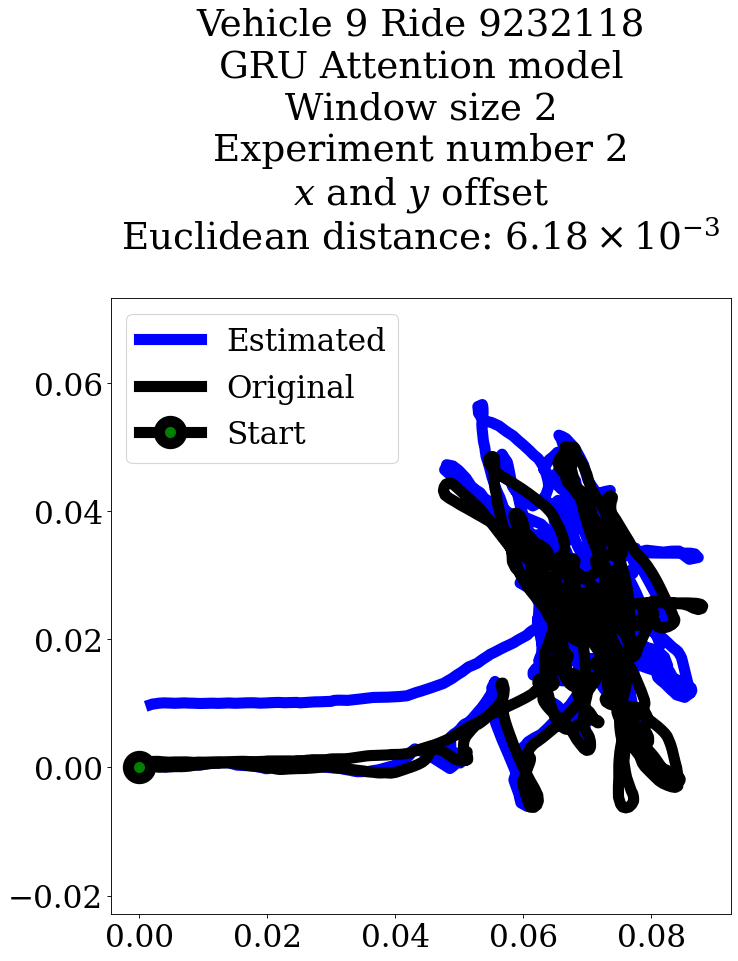 Vehicle 9 Ride 9232118
GRU Attention model
Window size 2
Experiment number 2
x and y offset
Euclidean distance: 6.18 × 10⁻³
Estimated
Original
Start
0.06
0.04
0.02
0.00
−0.02
0.00 0.02 0.04 0.06 0.08